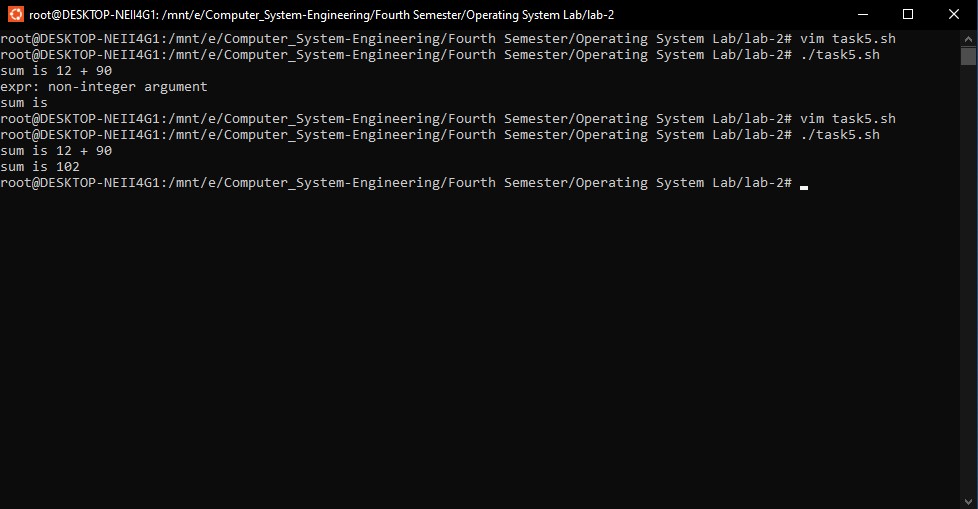 root@DESKTOP-NEII4G1: /mnt/e/Computer_System-Engineering/Fourth Semester/Operating System Lab/lab-2
root@DESKTOP-NEII4G1:/mnt/e/Computer_System-Engineering/Fourth Semester/Operating System Lab/lab-2# vim task5.sh
root@DESKTOP-NEII4G1:/mnt/e/Computer_System-Engineering/Fourth Semester/Operating System Lab/lab-2# ./task5.sh
sum is 12 + 90
expr: non-integer argument
sum is
root@DESKTOP-NEII4G1:/mnt/e/Computer_System-Engineering/Fourth Semester/Operating System Lab/lab-2# vim task5.sh
root@DESKTOP-NEII4G1:/mnt/e/Computer_System-Engineering/Fourth Semester/Operating System Lab/lab-2# ./task5.sh
sum is 12 + 90
sum is 102
root@DESKTOP-NEII4G1:/mnt/e/Computer_System-Engineering/Fourth Semester/Operating System Lab/lab-2#